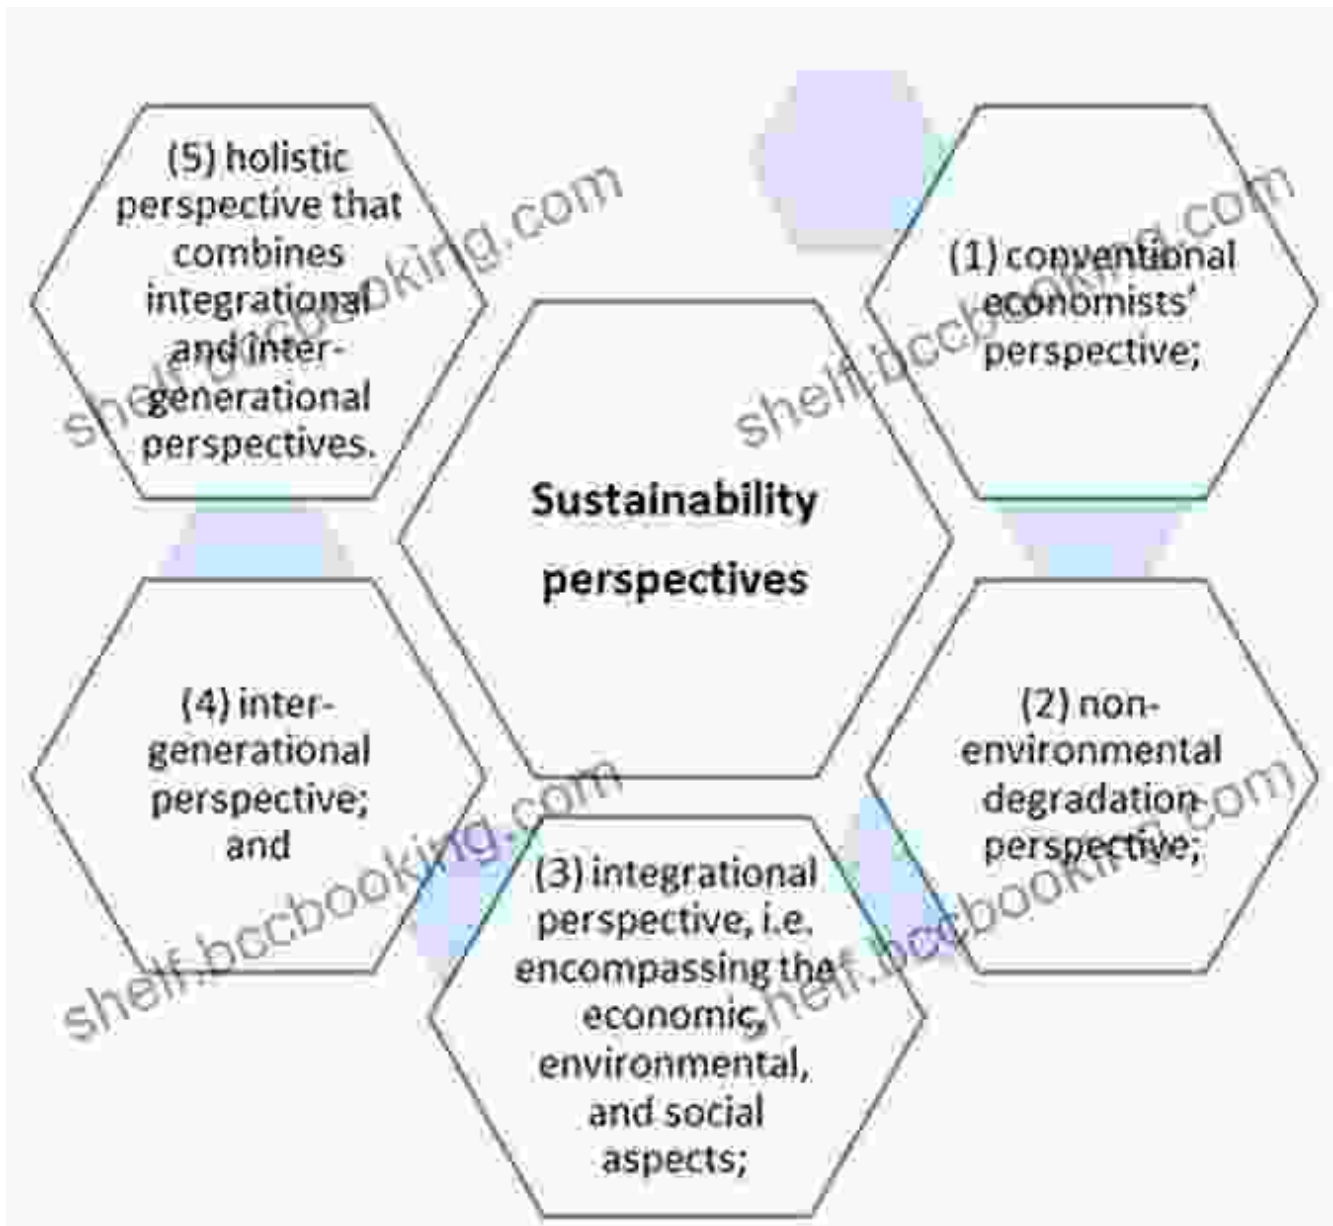 Sustainability
perspectives
(1) conventional
economists'
perspective;
(2) non-
environmental
degradation
perspective;
(3) integrational
perspective, i.e.
encompassing the
economic,
environmental,
and social
aspects;
(4) inter-
generational
perspective;
and
(5) holistic
perspective that
combines
integrational
and inter-
generational
perspectives.
shelf.bccbooking.com
shelf.bccbooking.com
shelf.bccbooking.com
shelf.bccbooking.com